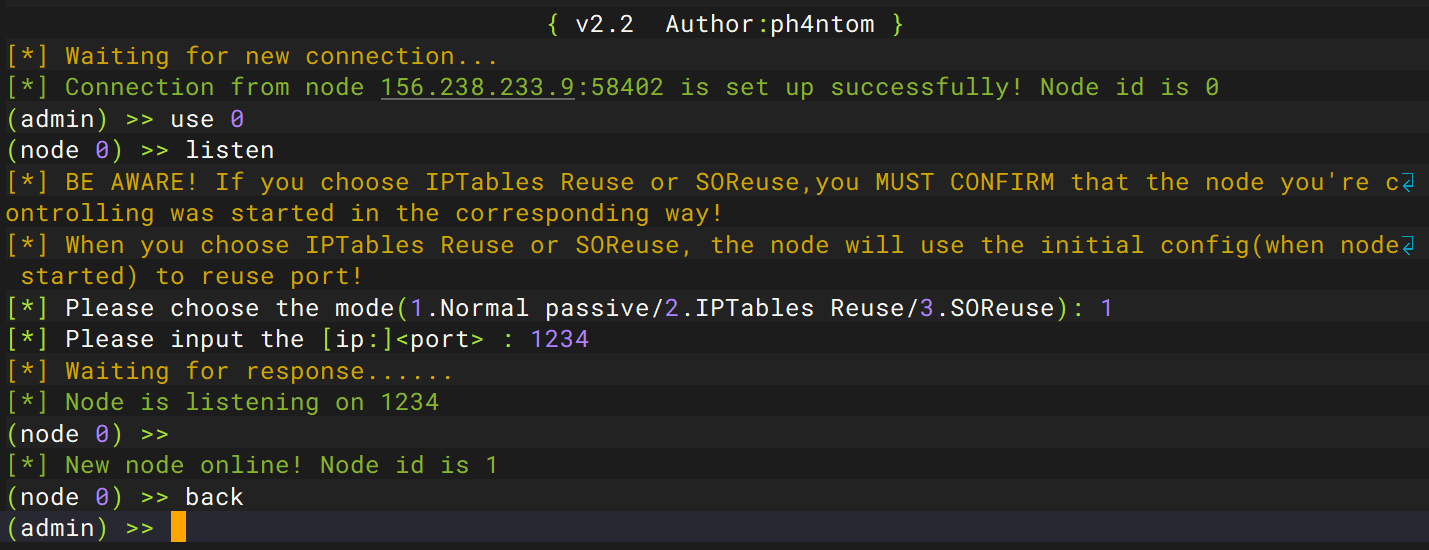 { v2.2  Author:ph4ntom }
[*] Waiting for new connection...
[*] Connection from node 156.238.233.9:58402 is set up successfully! Node id is 0
(admin) >> use 0
(node 0) >> listen
[*] BE AWARE! If you choose IPTables Reuse or SOReuse,you MUST CONFIRM that the node you're c
ontrolling was started in the corresponding way!
[*] When you choose IPTables Reuse or SOReuse, the node will use the initial config(when node
 started) to reuse port!
[*] Please choose the mode(1.Normal passive/2.IPTables Reuse/3.SOReuse): 1
[*] Please input the [ip:]<port> : 1234
[*] Waiting for response......
[*] Node is listening on 1234
(node 0) >>
[*] New node online! Node id is 1
(node 0) >> back
(admin) >>